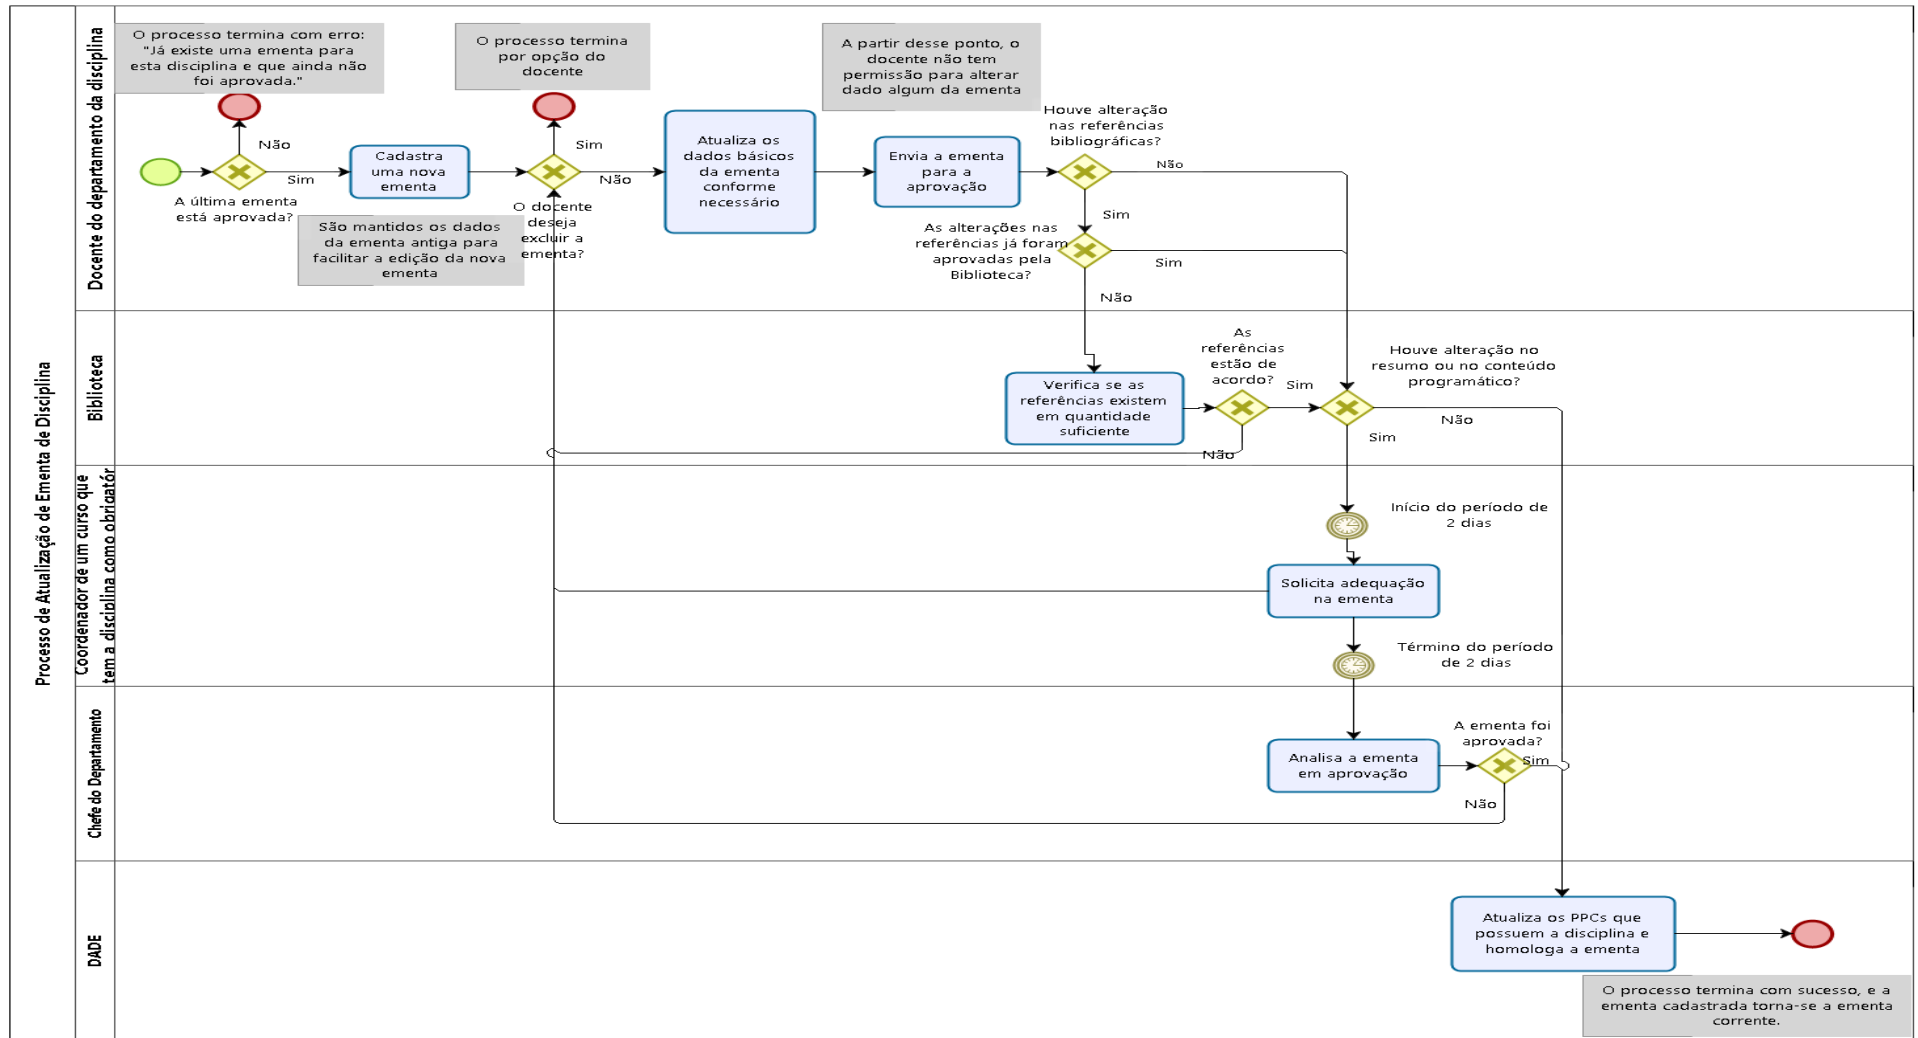 Processo de Atualização de Ementa de Disciplina
Docente do departamento da disciplina
O processo termina com erro:
"Já existe uma ementa para
esta disciplina e que ainda não
foi aprovada."
Não
Sim
A última ementa
está aprovada?
Cadastra
uma nova
ementa
São mantidos os dados
da ementa antiga para
facilitar a edição da nova
ementa
O processo termina
por opção do
docente
Sim
Não
O docente
deseja
excluir a
ementa?
Atualiza os
dados básicos
da ementa
conforme
necessário
A partir desse ponto, o
docente não tem
permissão para alterar
dado algum da ementa
Envia a ementa
para a
aprovação
Houve alteração
nas referências
bibliográficas?
Não
Sim
As alterações nas
referências já foram
aprovadas pela
Biblioteca?
Sim
Não
Biblioteca
Verifica se as
referências existem
em quantidade
suficiente
As
referências
estão de
acordo?
Sim
Não
Houve alteração no
resumo ou no conteúdo
programático?
Não
Sim
Coordenador de um curso que
tem a disciplina como obrigatór
Início do período de
2 dias
Solicita adequação
na ementa
Término do período
de 2 dias
Chefe do Departamento
Analisa a ementa
em aprovação
A ementa foi
aprovada?
Sim
Não
DADE
Atualiza os PPCs que
possuem a disciplina e
homologa a ementa
O processo termina com sucesso, e a
ementa cadastrada torna-se a ementa
corrente.